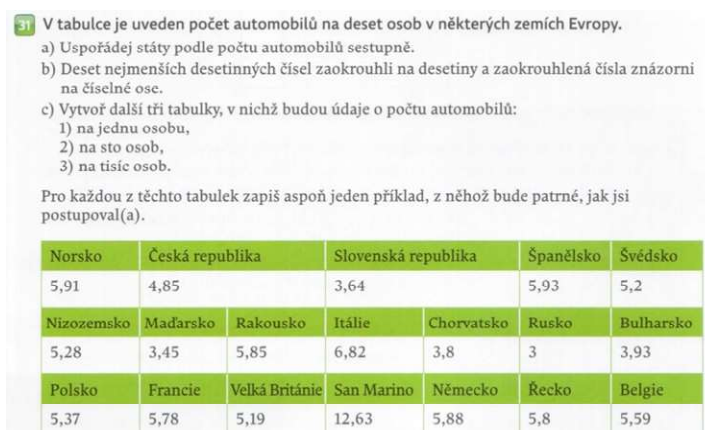 31 V tabulce je uveden počet automobilů na deset osob v některých zemích Evropy.
a) Uspořádej státy podle počtu automobilů sestupně.
b) Deset nejmenších desetinných čísel zaokrouhli na desetiny a zaokrouhlená čísla znázorni
na číselné ose.
c) Vytvoř další tři tabulky, v nichž budou údaje o počtu automobilů:
1) na jednu osobu,
2) na sto osob,
3) na tisíc osob.
Pro každou z těchto tabulek zapiš aspoň jeden příklad, z něhož bude patrné, jak jsi
postupoval(a).
Norsko Česká republika Slovenská republika Španělsko Švédsko
5,91 4,85 3,64 5,93 5,2
Nizozemsko Maďarsko Rakousko Itálie Chorvatsko Rusko Bulharsko
5,28 3,45 5,85 6,82 3,8 3 3,93
Polsko Francie Velká Británie San Marino Německo Řecko Belgie
5,37 5,78 5,19 12,63 5,88 5,8 5,59